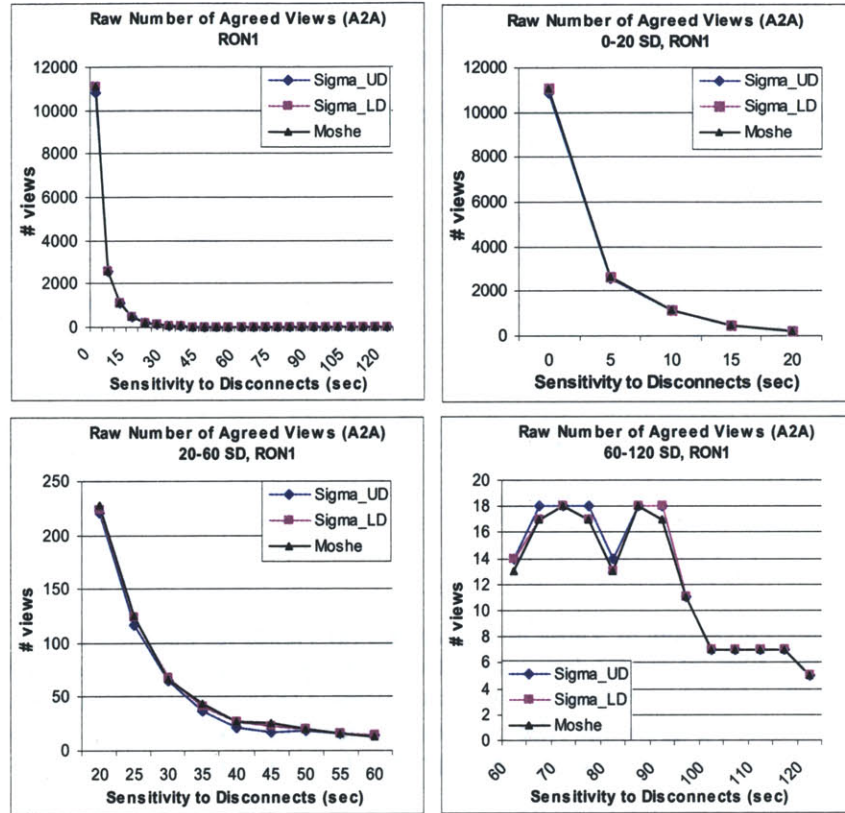 Raw Number of Agreed Views (A2A)
RON1
12000
10000
8000
6000
4000
2000
0
# views
Sigma_UD
Sigma_LD
Moshe
0 15 30 45 60 75 90 105 120
Sensitivity to Disconnects (sec)
Raw Number of Agreed Views (A2A)
0-20 SD, RON1
12000
10000
8000
6000
4000
2000
0
# views
Sigma_UD
Sigma_LD
Moshe
0 5 10 15 20
Sensitivity to Disconnects (sec)
Raw Number of Agreed Views (A2A)
20-60 SD, RON1
250
200
150
100
50
0
# views
Sigma_UD
Sigma_LD
Moshe
20 25 30 35 40 45 50 55 60
Sensitivity to Disconnects (sec)
Raw Number of Agreed Views (A2A)
60-120 SD, RON1
20
18
16
14
12
10
8
6
4
2
0
# views
Sigma_UD
Sigma_LD
Moshe
60 70 80 90 100 110 120
Sensitivity to Disconnects (sec)